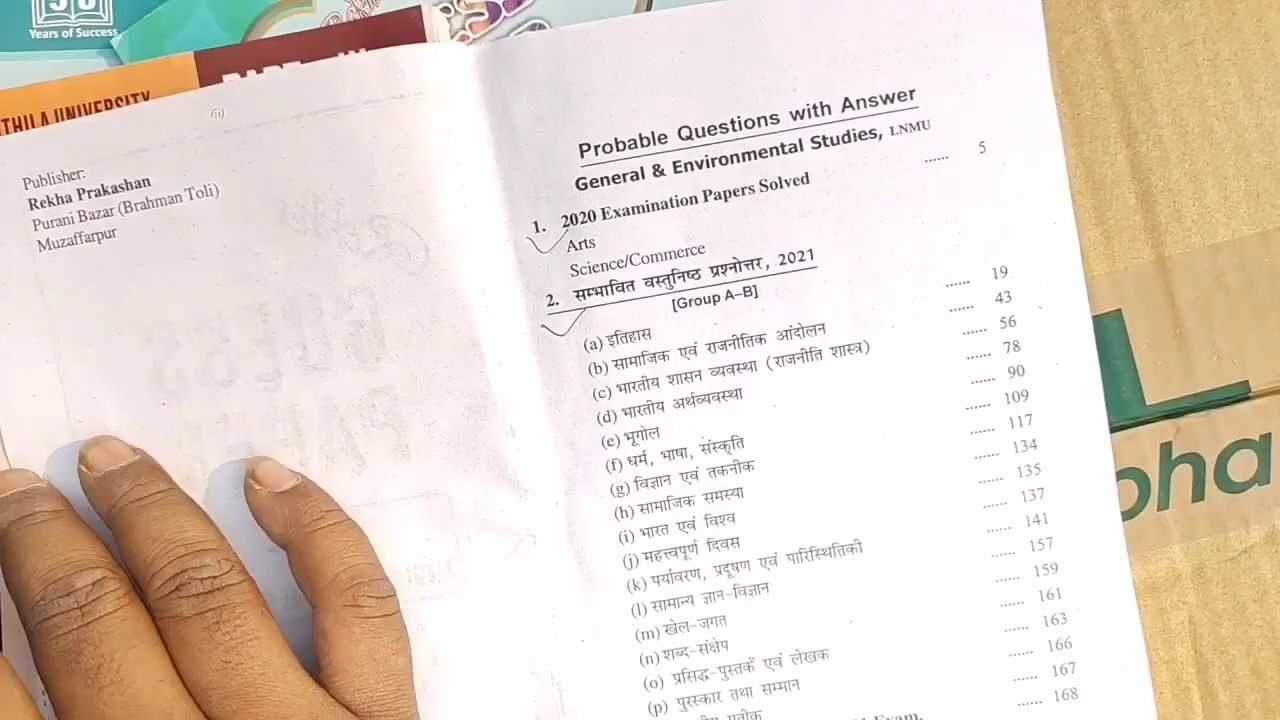 Years of Success
THILA UNIVERSITY
(ii)
Publisher:
Rekha Prakashan
Purani Bazar (Brahman Toli)
Muzaffarpur
Probable Questions with Answer
General & Environmental Studies, LNMU
1. 2020 Examination Papers Solved ...... 5
Arts
Science/Commerce
2. सम्भावित वस्तुनिष्ठ प्रश्नोत्तर, 2021
[Group A–B]
(a) इतिहास ...... 19
(b) सामाजिक एवं राजनीतिक आंदोलन ...... 43
(c) भारतीय शासन व्यवस्था (राजनीति शास्त्र) ...... 56
(d) भारतीय अर्थव्यवस्था ...... 78
(e) भूगोल ...... 90
(f) धर्म, भाषा, संस्कृति ...... 109
(g) विज्ञान एवं तकनीक ...... 117
(h) सामाजिक समस्या ...... 134
(i) भारत एवं विश्व ...... 135
(j) महत्त्वपूर्ण दिवस ...... 137
(k) पर्यावरण, प्रदूषण एवं पारिस्थितिकी ...... 141
(l) सामान्य ज्ञान-विज्ञान ...... 157
(m) खेल-जगत ...... 159
(n) शब्द-संक्षेप ...... 161
(o) प्रसिद्ध-पुस्तकें एवं लेखक ...... 163
(p) पुरस्कार तथा सम्मान ...... 166
प्रतीक ...... 167
Exam, ...... 168
pha